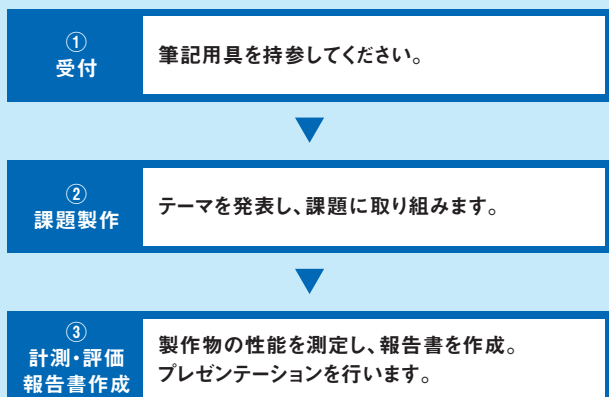 ①
受付
筆記用具を持参してください。
②
課題製作
テーマを発表し、課題に取り組みます。
③
計測・評価
報告書作成
製作物の性能を測定し、報告書を作成。
プレゼンテーションを行います。